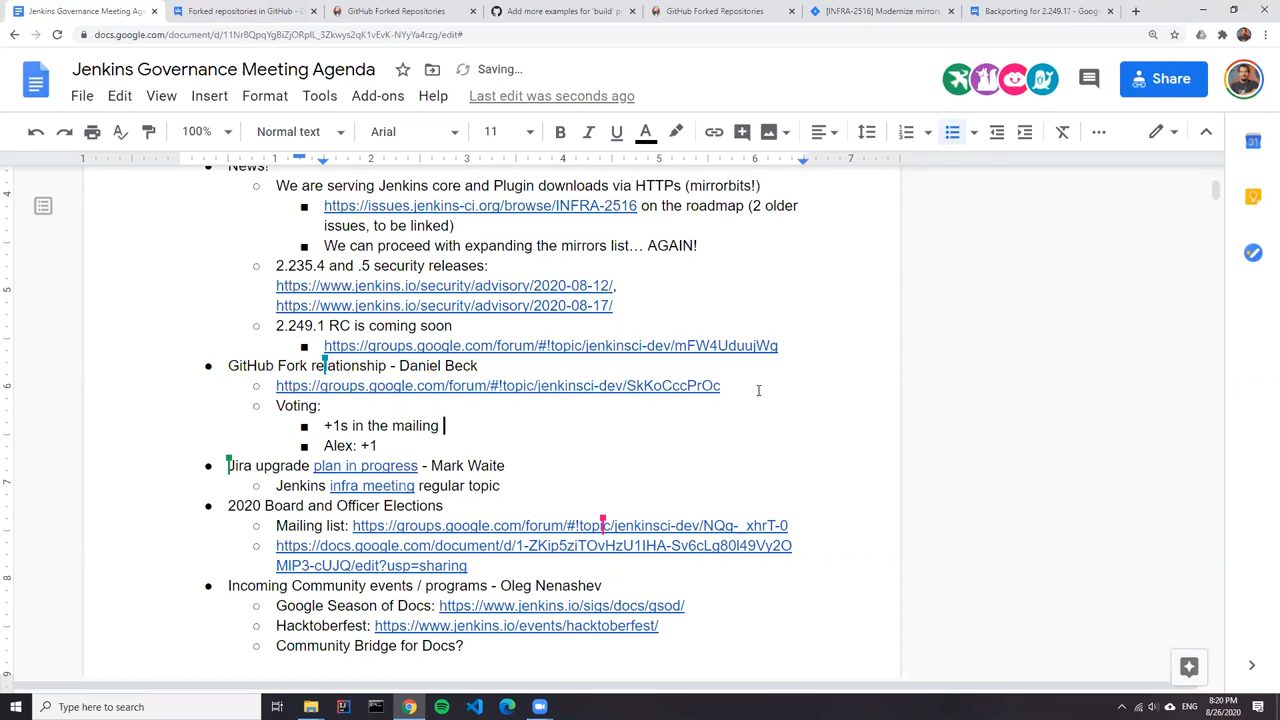 Jenkins Governance Meeting Agenda
Forked repositories in GitHub - G
GitHub Forked Repositories
Add more examples for 'build' p
GitHub Forked Repositories
[INFRA-2516] Modernize mirrors
Backporting for 2.249.1? - Goog
docs.google.com/document/d/11Nr8QpqYgBiZjORpIL_3Zkwys2qK1vEvK-NYyYa4rzg/edit#
Jenkins Governance Meeting Agenda
Saving…
File Edit View Insert Format Tools Add-ons Help Last edit was seconds ago
Share
100% Normal text Arial 11
1 1 2 3 4 5 6 7
News!
We are serving Jenkins core and Plugin downloads via HTTPs (mirrorbits!)
https://issues.jenkins-ci.org/browse/INFRA-2516 on the roadmap (2 older
issues, to be linked)
We can proceed with expanding the mirrors list… AGAIN!
2.235.4 and .5 security releases:
https://www.jenkins.io/security/advisory/2020-08-12/,
https://www.jenkins.io/security/advisory/2020-08-17/
2.249.1 RC is coming soon
https://groups.google.com/forum/#!topic/jenkinsci-dev/mFW4UduujWg
GitHub Fork relationship - Daniel Beck
https://groups.google.com/forum/#!topic/jenkinsci-dev/SkKoCccPrOc
Voting:
+1s in the mailing
Alex: +1
Jira upgrade plan in progress - Mark Waite
Jenkins infra meeting regular topic
2020 Board and Officer Elections
Mailing list: https://groups.google.com/forum/#!topic/jenkinsci-dev/NQg-_xhrT-0
https://docs.google.com/document/d/1-ZKip5ziTOvHzU1IHA-Sv6cLg80l49Vy2O
MlP3-cUJQ/edit?usp=sharing
Incoming Community events / programs - Oleg Nenashev
Google Season of Docs: https://www.jenkins.io/sigs/docs/gsod/
Hacktoberfest: https://www.jenkins.io/events/hacktoberfest/
Community Bridge for Docs?
Type here to search
8:20 PM
8/26/2020